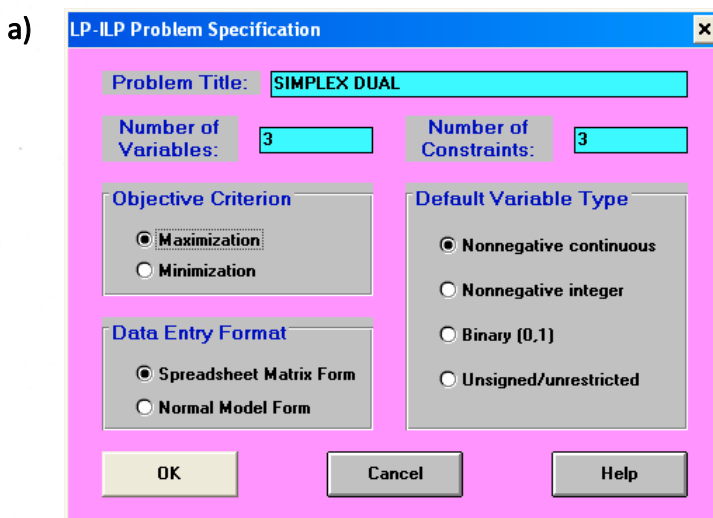 a)
LP-ILP Problem Specification
Problem Title: SIMPLEX DUAL
Number of Variables: 3
Number of Constraints: 3
Objective Criterion
Maximization
Minimization
Default Variable Type
Nonnegative continuous
Nonnegative integer
Binary (0,1)
Unsigned/unrestricted
Data Entry Format
Spreadsheet Matrix Form
Normal Model Form
OK
Cancel
Help